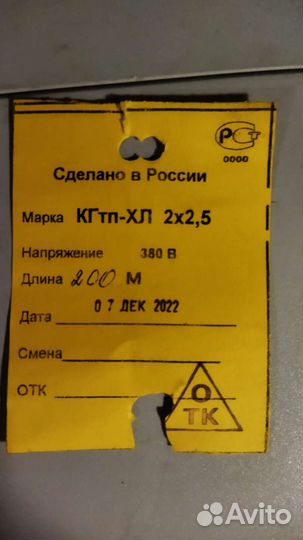 РСТ
0000
Сделано в России
Марка КГтп-ХЛ 2х2,5
Напряжение 380 В
Длина 200 М
Дата 07 ДЕК 2022
Смена
ОТК
О
ТК
Avito